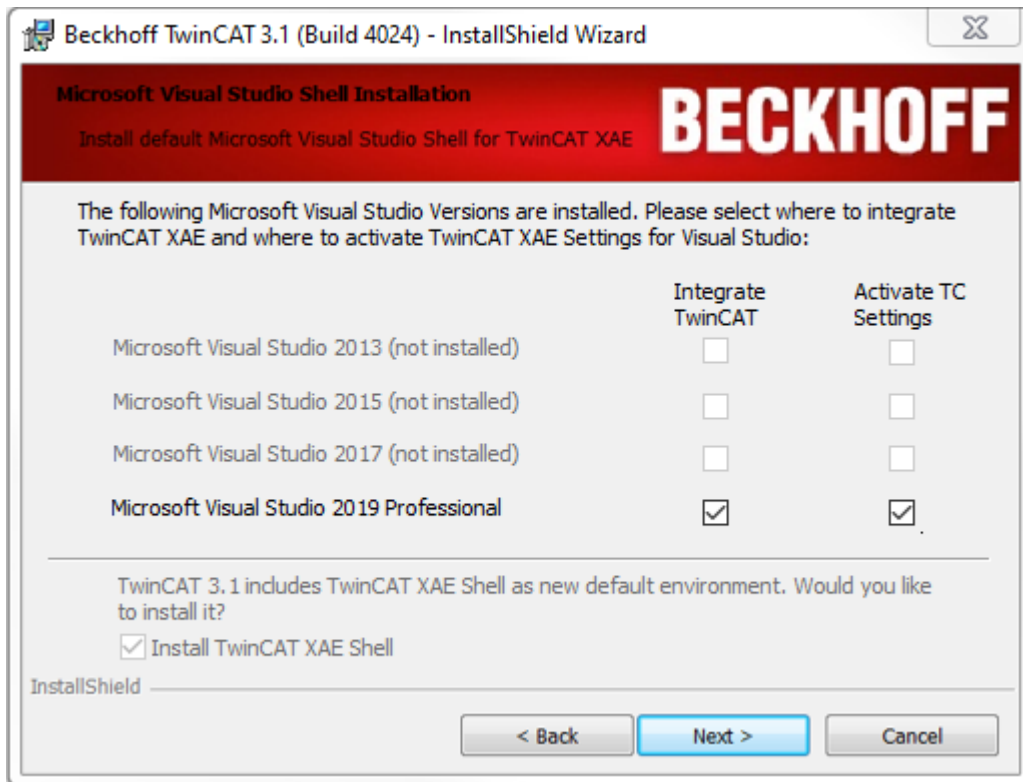 Beckhoff TwinCAT 3.1 (Build 4024) - InstallShield Wizard
Microsoft Visual Studio Shell Installation
Install default Microsoft Visual Studio Shell for TwinCAT XAE
BECKHOFF
The following Microsoft Visual Studio Versions are installed. Please select where to integrate
TwinCAT XAE and where to activate TwinCAT XAE Settings for Visual Studio:
Integrate
TwinCAT
Activate TC
Settings
Microsoft Visual Studio 2013 (not installed)
Microsoft Visual Studio 2015 (not installed)
Microsoft Visual Studio 2017 (not installed)
Microsoft Visual Studio 2019 Professional
.
TwinCAT 3.1 includes TwinCAT XAE Shell as new default environment. Would you like
to install it?
Install TwinCAT XAE Shell
InstallShield
< Back
Next >
Cancel